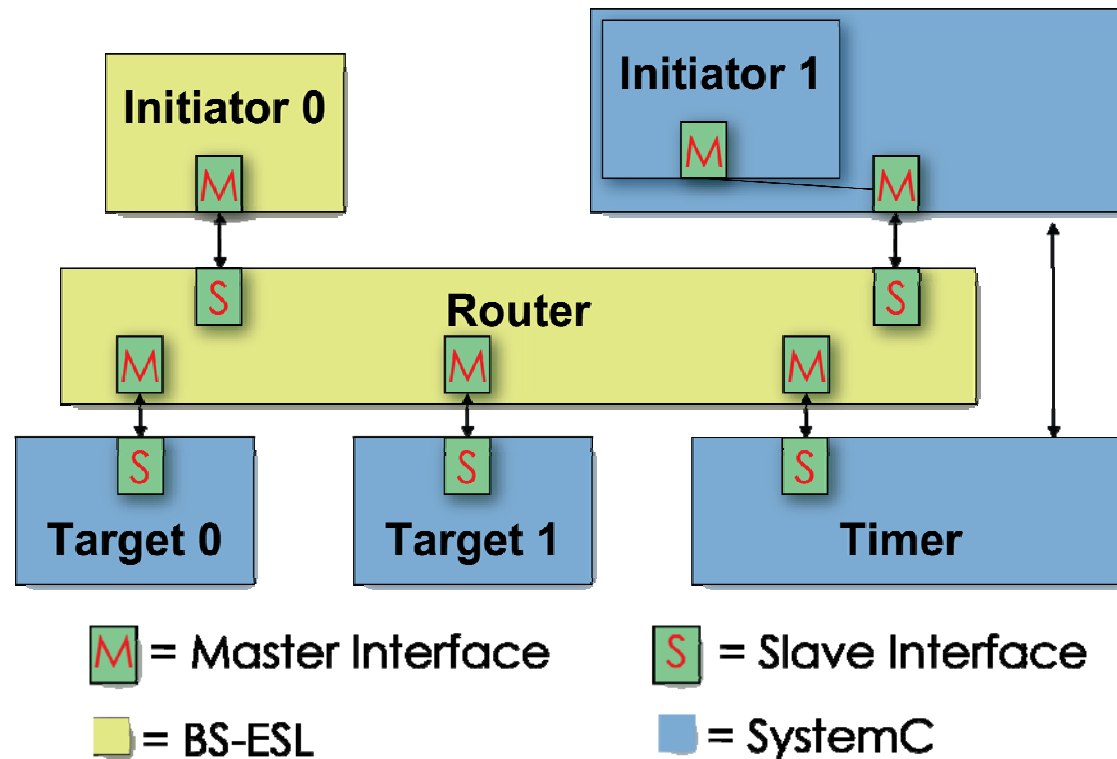 Initiator 0
Initiator 1
M
M
M
S
S
Router
M
M
M
S
S
S
Target 0
Target 1
Timer
M = Master Interface
S = Slave Interface
= BS-ESL
= SystemC